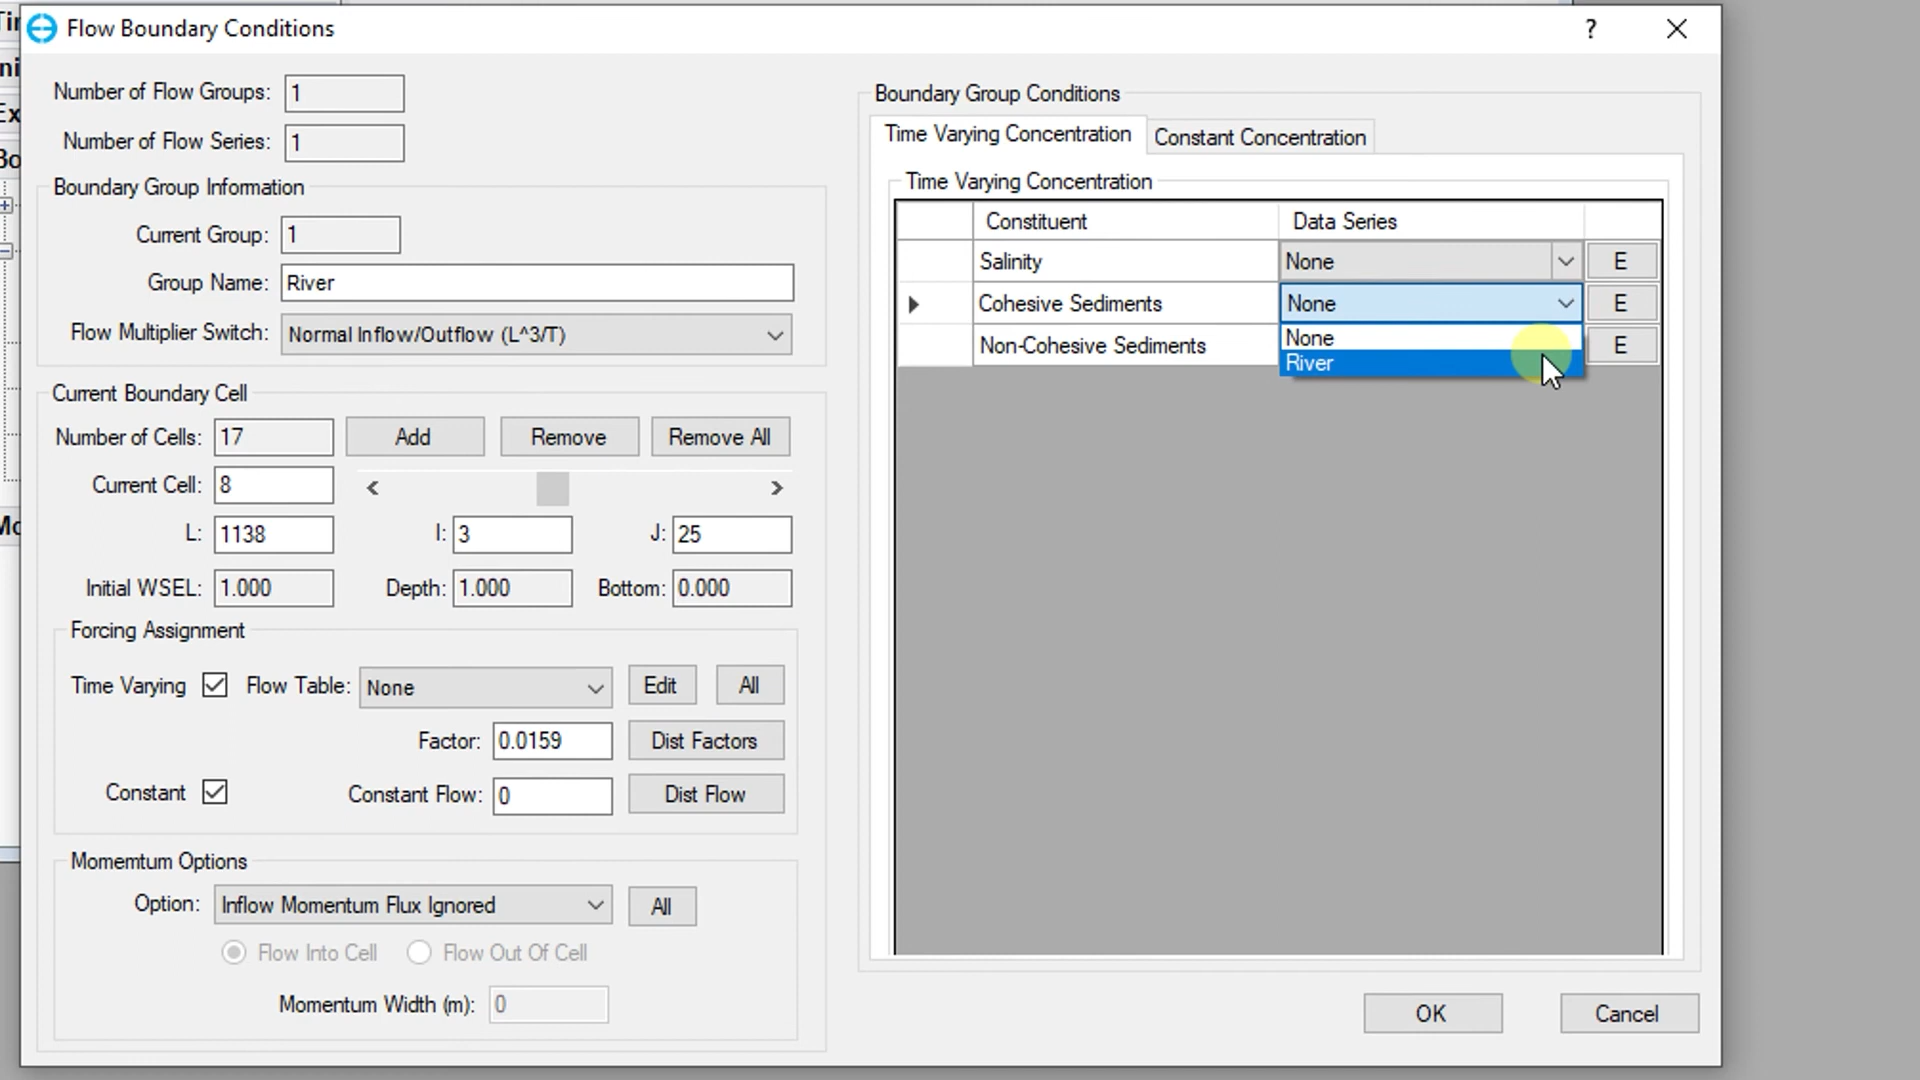 Flow Boundary Conditions
?
Number of Flow Groups: 1
Number of Flow Series: 1
Boundary Group Information
Current Group: 1
Group Name: River
Flow Multiplier Switch: Normal Inflow/Outflow (L^3/T)
Current Boundary Cell
Number of Cells: 17 Add Remove Remove All
Current Cell: 8 < >
L: 1138 I: 3 J: 25
Initial WSEL: 1.000 Depth: 1.000 Bottom: 0.000
Forcing Assignment
Time Varying Flow Table: None Edit All
Factor: 0.0159 Dist Factors
Constant Constant Flow: 0 Dist Flow
Momemtum Options
Option: Inflow Momentum Flux Ignored All
Flow Into Cell Flow Out Of Cell
Momentum Width (m): 0
Boundary Group Conditions
Time Varying Concentration Constant Concentration
Time Varying Concentration
Constituent Data Series
Salinity None E
Cohesive Sediments None E
None
Non-Cohesive Sediments E
River
OK Cancel